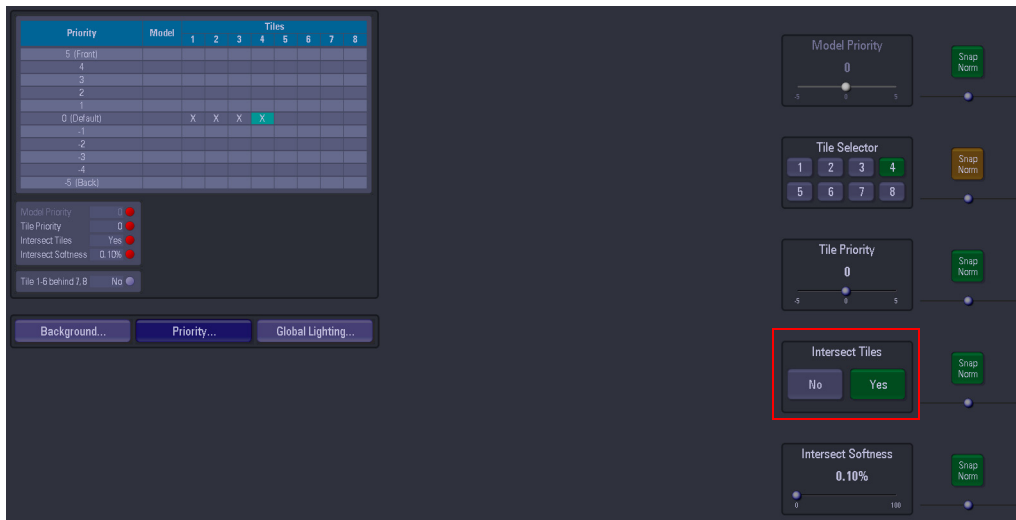 Priority Model Tiles
1 2 3 4 5 6 7 8
5 (Front)
4
3
2
1
0 (Default) X X X X
-1
-2
-3
-4
-5 (Back)
Model Priority 0
Tile Priority 0
Intersect Tiles Yes
Intersect Softness 0.10%
Tile 1-6 behind 7, 8 No
Background... Priority... Global Lighting...
Model Priority
0
-5 0 5
Snap
Norm
Tile Selector
1 2 3 4
5 6 7 8
Snap
Norm
Tile Priority
0
-5 0 5
Snap
Norm
Intersect Tiles
No Yes
Snap
Norm
Intersect Softness
0.10%
0 100
Snap
Norm